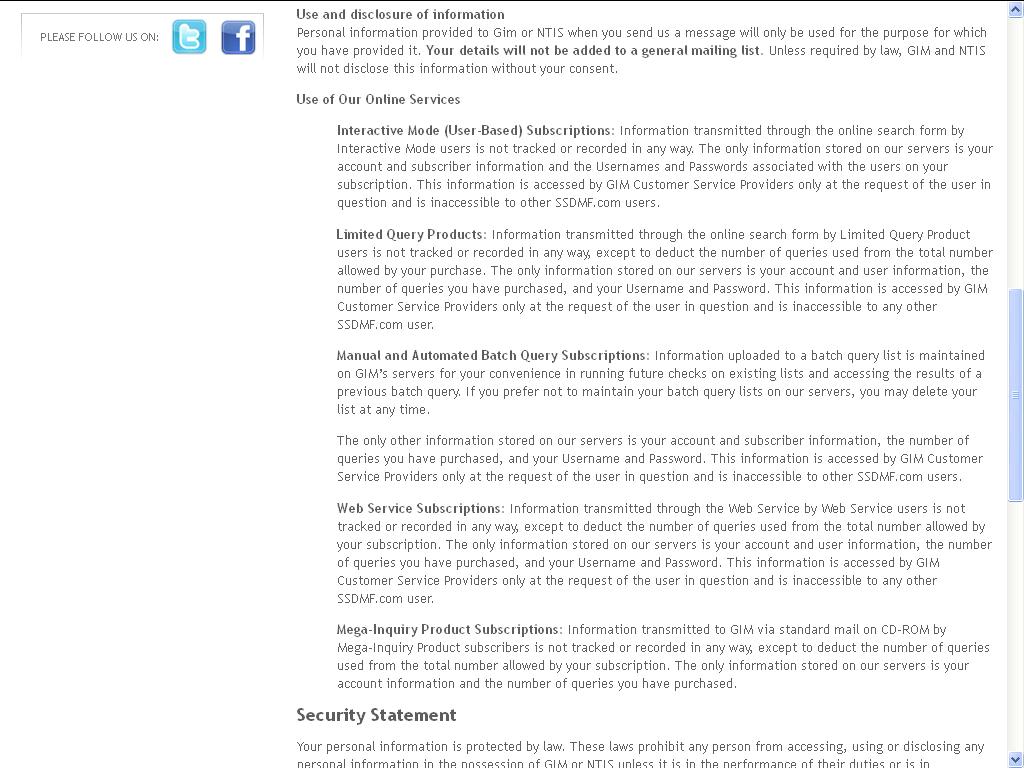 PLEASE FOLLOW US ON:
Use and disclosure of information
Personal information provided to Gim or NTIS when you send us a message will only be used for the purpose for which
you have provided it. Your details will not be added to a general mailing list. Unless required by law, GIM and NTIS
will not disclose this information without your consent.
Use of Our Online Services
Interactive Mode (User-Based) Subscriptions: Information transmitted through the online search form by
Interactive Mode users is not tracked or recorded in any way. The only information stored on our servers is your
account and subscriber information and the Usernames and Passwords associated with the users on your
subscription. This information is accessed by GIM Customer Service Providers only at the request of the user in
question and is inaccessible to other SSDMF.com users.
Limited Query Products: Information transmitted through the online search form by Limited Query Product
users is not tracked or recorded in any way, except to deduct the number of queries used from the total number
allowed by your purchase. The only information stored on our servers is your account and user information, the
number of queries you have purchased, and your Username and Password. This information is accessed by GIM
Customer Service Providers only at the request of the user in question and is inaccessible to any other
SSDMF.com user.
Manual and Automated Batch Query Subscriptions: Information uploaded to a batch query list is maintained
on GIM's servers for your convenience in running future checks on existing lists and accessing the results of a
previous batch query. If you prefer not to maintain your batch query lists on our servers, you may delete your
list at any time.
The only other information stored on our servers is your account and subscriber information, the number of
queries you have purchased, and your Username and Password. This information is accessed by GIM Customer
Service Providers only at the request of the user in question and is inaccessible to other SSDMF.com users.
Web Service Subscriptions: Information transmitted through the Web Service by Web Service users is not
tracked or recorded in any way, except to deduct the number of queries used from the total number allowed by
your subscription. The only information stored on our servers is your account and user information, the number
of queries you have purchased, and your Username and Password. This information is accessed by GIM
Customer Service Providers only at the request of the user in question and is inaccessible to any other
SSDMF.com user.
Mega-Inquiry Product Subscriptions: Information transmitted to GIM via standard mail on CD-ROM by
Mega-Inquiry Product subscribers is not tracked or recorded in any way, except to deduct the number of queries
used from the total number allowed by your subscription. The only information stored on our servers is your
account information and the number of queries you have purchased.
Security Statement
Your personal information is protected by law. These laws prohibit any person from accessing, using or disclosing any
personal information in the possession of GIM or NTIS unless it is in the performance of their duties or is in